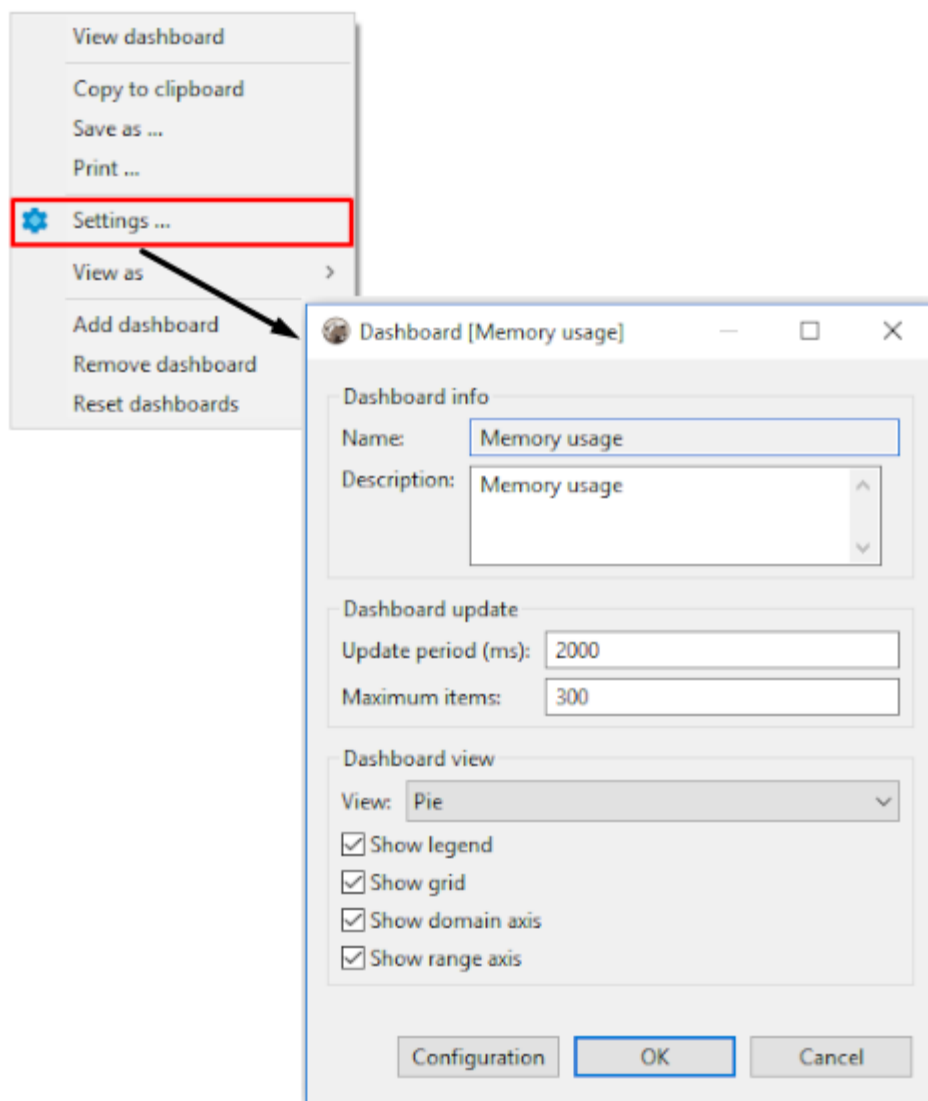 View dashboard
Copy to clipboard
Save as ...
Print ...
Settings ...
View as
Add dashboard
Remove dashboard
Reset dashboards
Dashboard [Memory usage]
Dashboard info
Name: Memory usage
Description: Memory usage
Dashboard update
Update period (ms): 2000
Maximum items: 300
Dashboard view
View: Pie
Show legend
Show grid
Show domain axis
Show range axis
Configuration OK Cancel